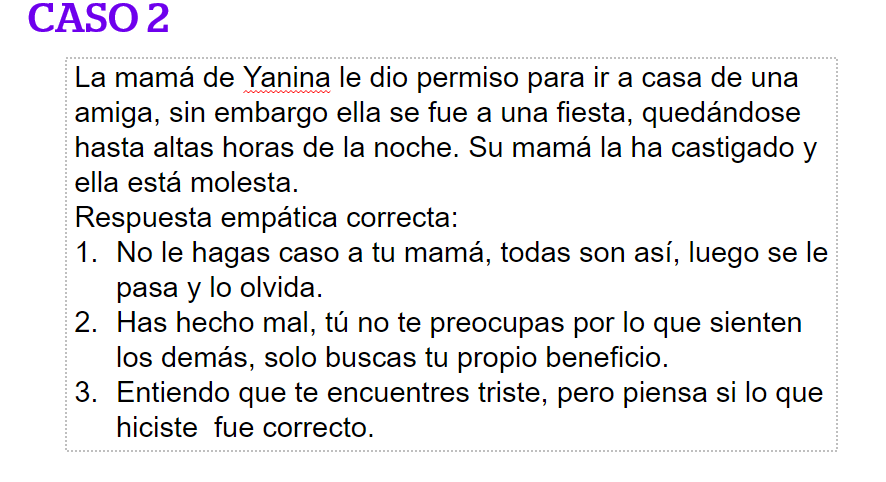 CASO 2
La mamá de Yanina le dio permiso para ir a casa de una
amiga, sin embargo ella se fue a una fiesta, quedándose
hasta altas horas de la noche. Su mamá la ha castigado y
ella está molesta.
Respuesta empática correcta:
1. No le hagas caso a tu mamá, todas son así, luego se le
pasa y lo olvida.
2. Has hecho mal, tú no te preocupas por lo que sienten
los demás, solo buscas tu propio beneficio.
3. Entiendo que te encuentres triste, pero piensa si lo que
hiciste  fue correcto.